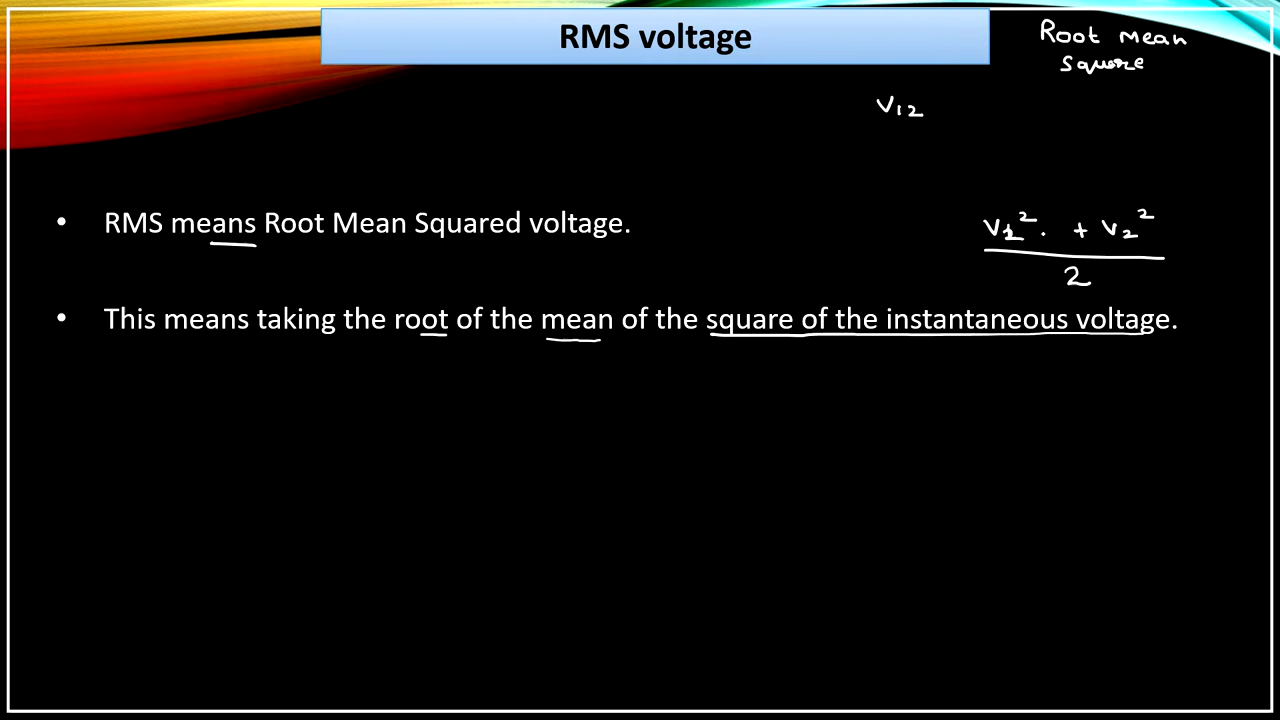 RMS voltage
Root mean
square
V12
• RMS means Root Mean Squared voltage.
V1² . + V2²
2
• This means taking the root of the mean of the square of the instantaneous voltage.